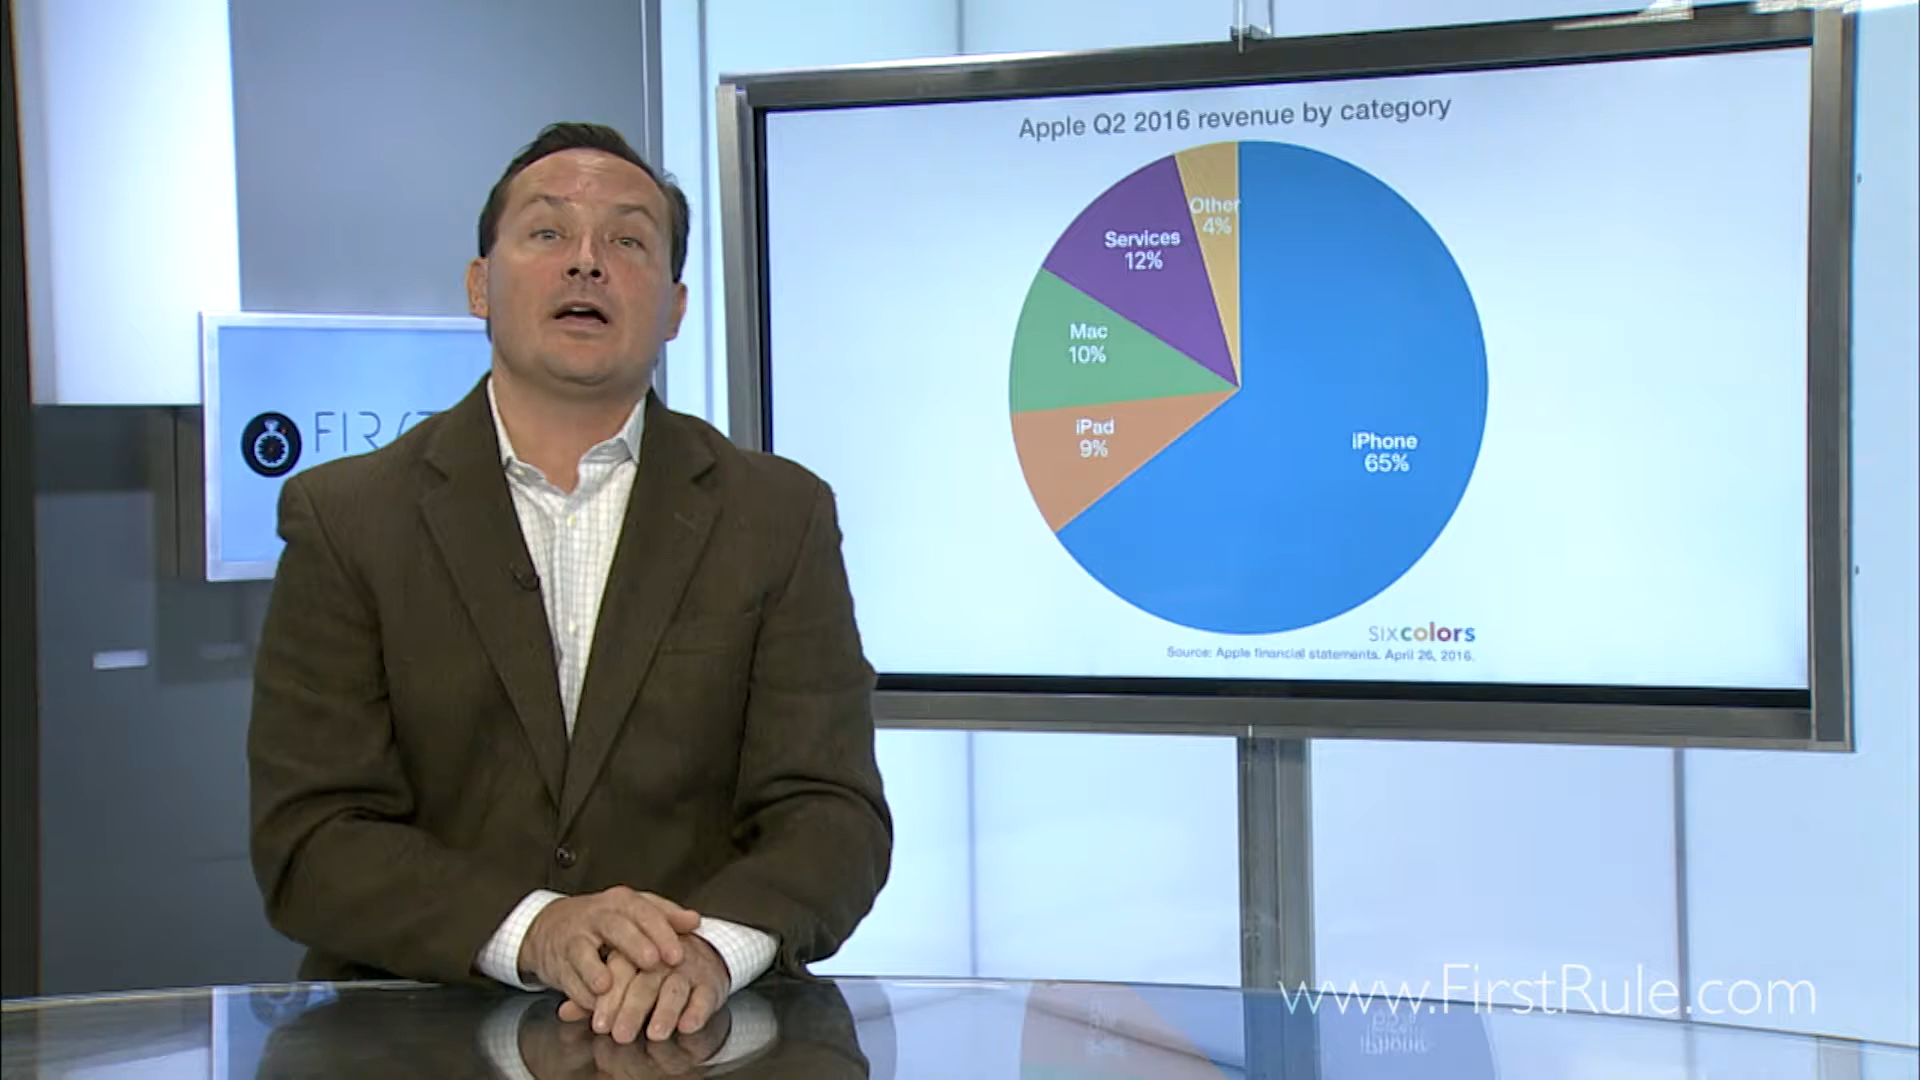 Apple Q2 2016 revenue by category
Other
4%
Services
12%
Mac
10%
iPad
9%
iPhone
65%
sixcolors
Source: Apple financial statements. April 26, 2016.
FIRST
www.FirstRule.com